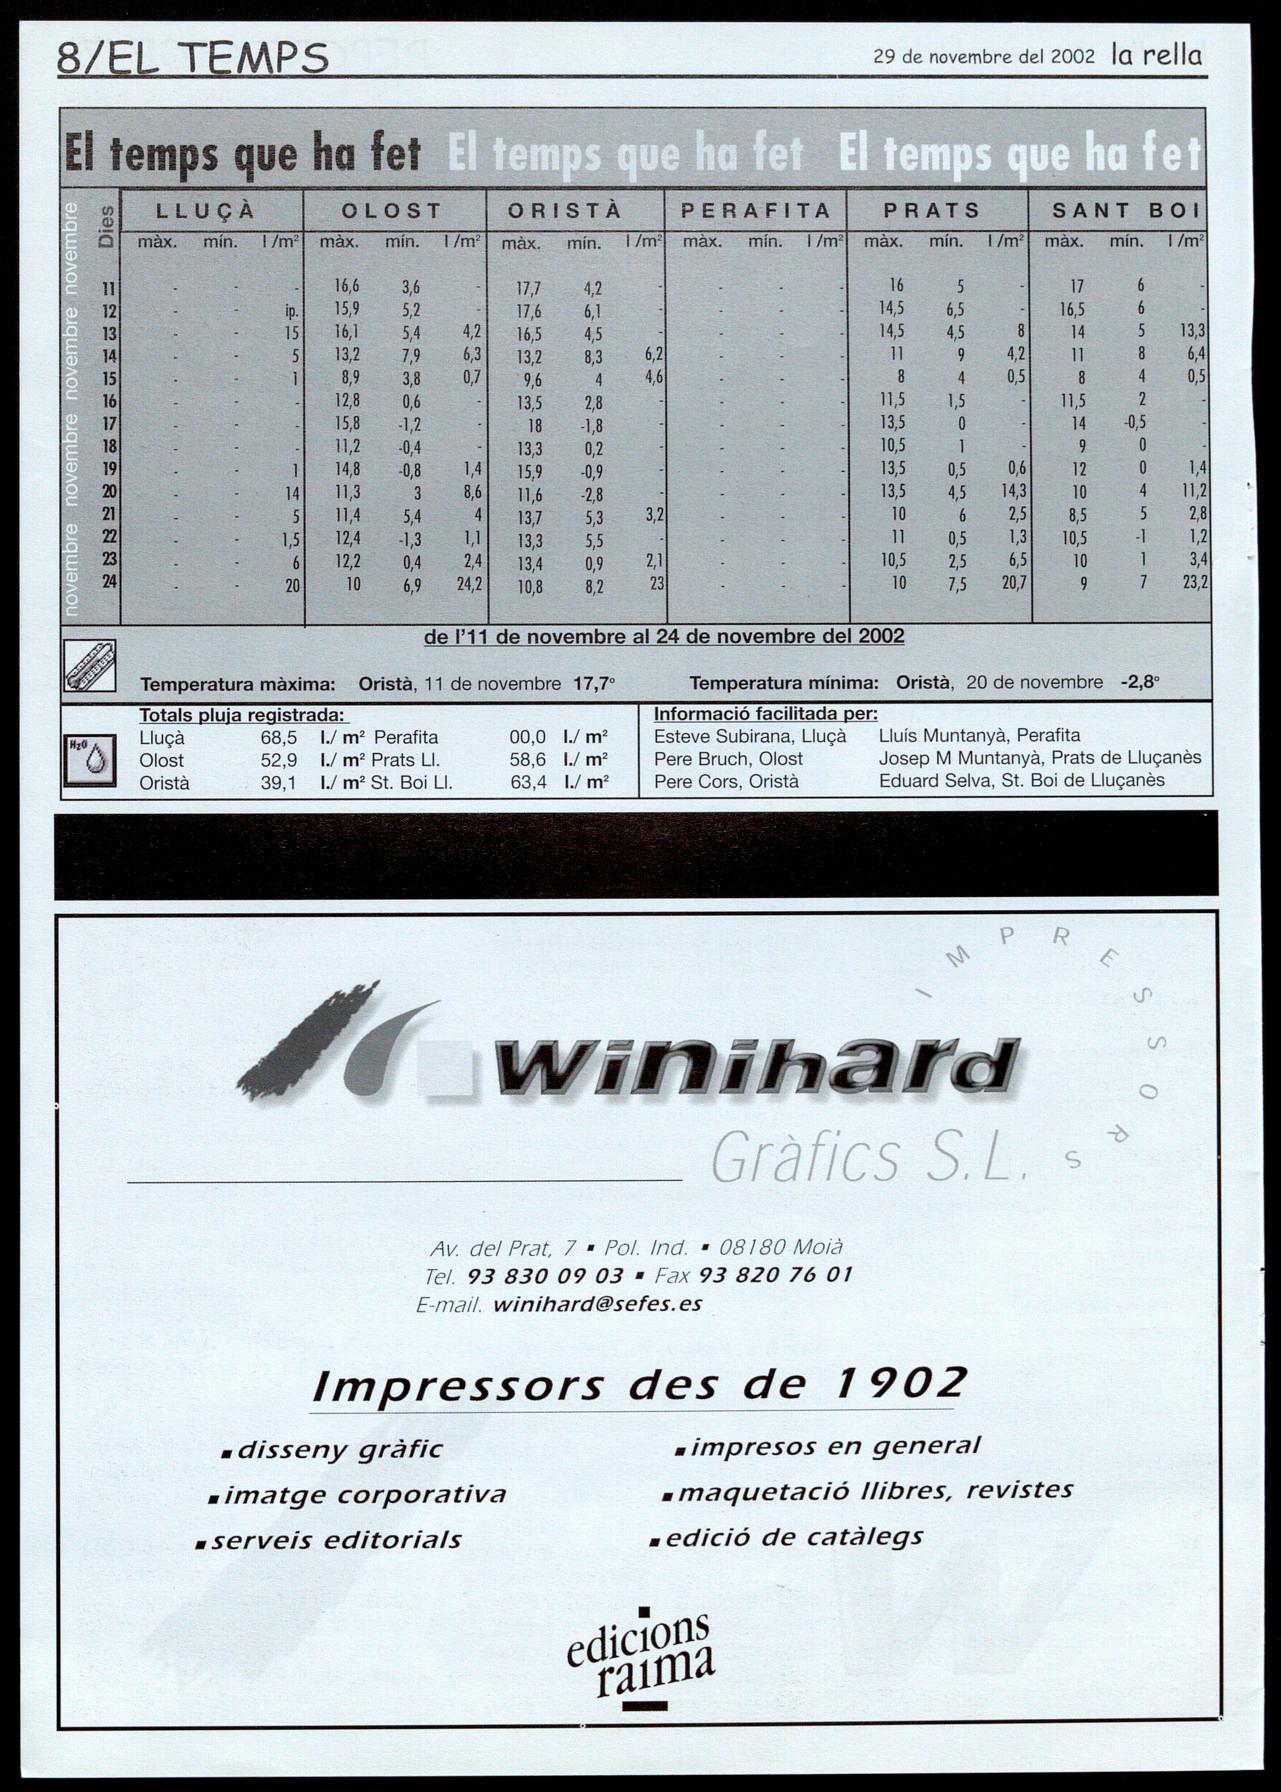 8/EL TEMPS
29 de novembre del 2002 la rella
El temps que ha fet El temps que ha fet El temps que ha fet
novembre novembre novembre novembre novembre novembre
Dies LLUÇÀ OLOST ORISTÀ PERAFITA PRATS SANT BOI
màx. mín. l/m² màx. mín. l/m² màx. mín. l/m² màx. mín. l/m² màx. mín. l/m² màx. mín. l/m²
11 - - - 16,6 3,6 - 17,7 4,2 - - - - 16 5 - 17 6 -
12 - - ip. 15,9 5,2 - 17,6 6,1 - - - - 14,5 6,5 - 16,5 6 -
13 - - 15 16,1 5,4 4,2 16,5 4,5 - - - - 14,5 4,5 8 14 5 13,3
14 - - 5 13,2 7,9 6,3 13,2 8,3 6,2 - - - 11 9 4,2 11 8 6,4
15 - - 1 8,9 3,8 0,7 9,6 4 4,6 - - - 8 4 0,5 8 4 0,5
16 - - - 12,8 0,6 - 13,5 2,8 - - - - 11,5 1,5 - 11,5 2 -
17 - - - 15,8 -1,2 - 18 -1,8 - - - - 13,5 0 - 14 -0,5 -
18 - - - 11,2 -0,4 - 13,3 0,2 - - - - 10,5 1 - 9 0 -
19 - - 1 14,8 -0,8 1,4 15,9 -0,9 - - - - 13,5 0,5 0,6 12 0 1,4
20 - - 14 11,3 3 8,6 11,6 -2,8 - - - - 13,5 4,5 14,3 10 4 11,2
21 - - 5 11,4 5,4 4 13,7 5,3 3,2 - - - 10 6 2,5 8,5 5 2,8
22 - - 1,5 12,4 -1,3 1,1 13,3 5,5 - - - - 11 0,5 1,3 10,5 -1 1,2
23 - - 6 12,2 0,4 2,4 13,4 0,9 2,1 - - - 10,5 2,5 6,5 10 1 3,4
24 - - 20 10 6,9 24,2 10,8 8,2 23 - - - 10 7,5 20,7 9 7 23,2
de l'11 de novembre al 24 de novembre del 2002
Temperatura màxima: Oristà, 11 de novembre 17,7º Temperatura mínima: Oristà, 20 de novembre -2,8º
H₂O
Totals pluja registrada:
Lluçà 68,5 l./ m² Perafita 00,0 l./ m²
Olost 52,9 l./ m² Prats Ll. 58,6 l./ m²
Oristà 39,1 l./ m² St. Boi Ll. 63,4 l./ m²
Informació facilitada per:
Esteve Subirana, Lluçà Lluís Muntanyà, Perafita
Pere Bruch, Olost Josep M Muntanyà, Prats de Lluçanès
Pere Cors, Oristà Eduard Selva, St. Boi de Lluçanès
IMPRESSORS
Winihard
Gràfics S.L.
Av. del Prat, 7 ▪ Pol. Ind. ▪ 08180 Moià
Tel. 93 830 09 03 ▪ Fax 93 820 76 01
E-mail. winihard@sefes.es
Impressors des de 1902
▪ disseny gràfic
▪ imatge corporativa
▪ serveis editorials
▪ impresos en general
▪ maquetació llibres, revistes
▪ edició de catàlegs
edicions
raima